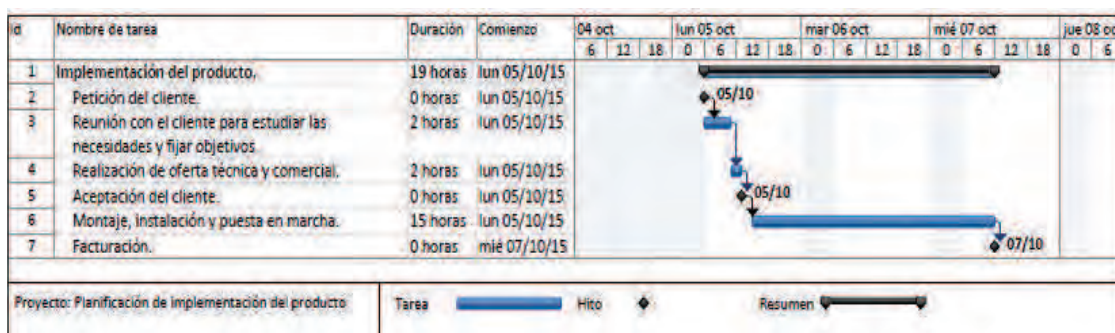 Id Nombre de tarea Duración Comienzo 04 oct lun 05 oct mar 06 oct mié 07 oct jue 08 oc
6 12 18 0 6 12 18 0 6 12 18 0 6 12 18 0 6
1 Implementación del producto. 19 horas lun 05/10/15
2 Petición del cliente. 0 horas lun 05/10/15 05/10
3 Reunión con el cliente para estudiar las 2 horas lun 05/10/15
necesidades y fijar objetivos
4 Realización de oferta técnica y comercial. 2 horas lun 05/10/15
5 Aceptación del cliente. 0 horas lun 05/10/15 05/10
6 Montaje, instalación y puesta en marcha. 15 horas lun 05/10/15
7 Facturación. 0 horas mié 07/10/15 07/10
Proyecto: Planificación de implementación del producto Tarea Hito Resumen